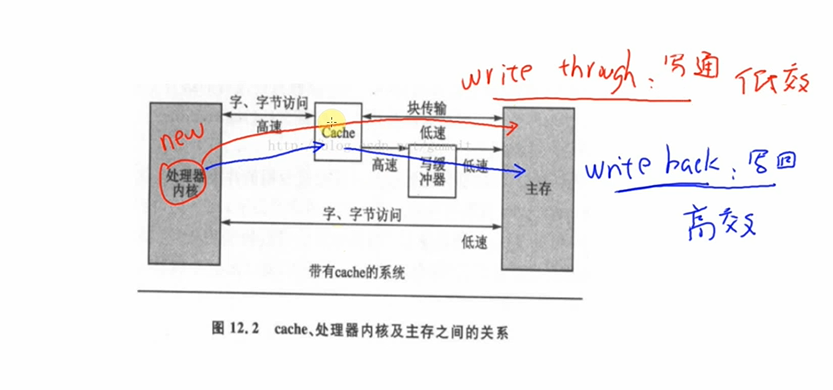 write through：写通 低效
字、字节访问
块传输
new
高速
低速
Cache
处理器
内核
高速
写缓
冲器
低速
主存
write back：写回
高效
字、字节访问
低速
带有cache的系统
图 12.2 cache、处理器内核及主存之间的关系